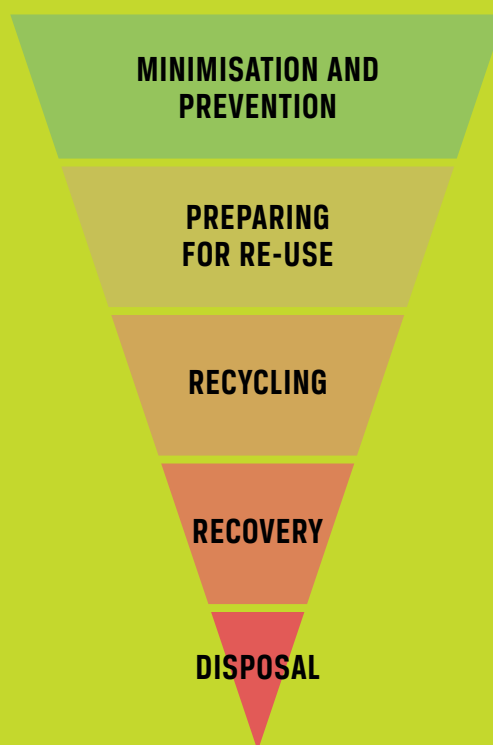 MINIMISATION AND
PREVENTION
PREPARING
FOR RE-USE
RECYCLING
RECOVERY
DISPOSAL